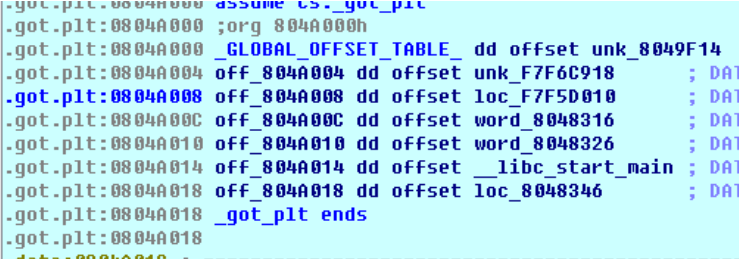 .got.plt:0804A000 assume cs:_got_plt
.got.plt:0804A000 ;org 804A000h
.got.plt:0804A000 _GLOBAL_OFFSET_TABLE_ dd offset unk_8049F14
.got.plt:0804A004 off_804A004 dd offset unk_F7F6C918 ; DAT
.got.plt:0804A008 off_804A008 dd offset loc_F7F5D010 ; DAT
.got.plt:0804A00C off_804A00C dd offset word_8048316 ; DAT
.got.plt:0804A010 off_804A010 dd offset word_8048326 ; DAT
.got.plt:0804A014 off_804A014 dd offset __libc_start_main ; DAT
.got.plt:0804A018 off_804A018 dd offset loc_8048346 ; DAT
.got.plt:0804A018 _got_plt ends
.got.plt:0804A018